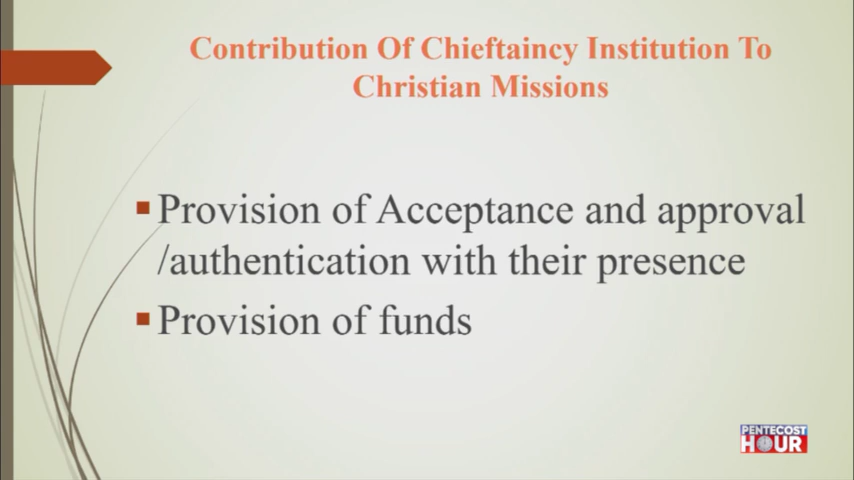 Contribution Of Chieftaincy Institution To
Christian Missions
Provision of Acceptance and approval
/authentication with their presence
Provision of funds
PENTECOST
HOUR